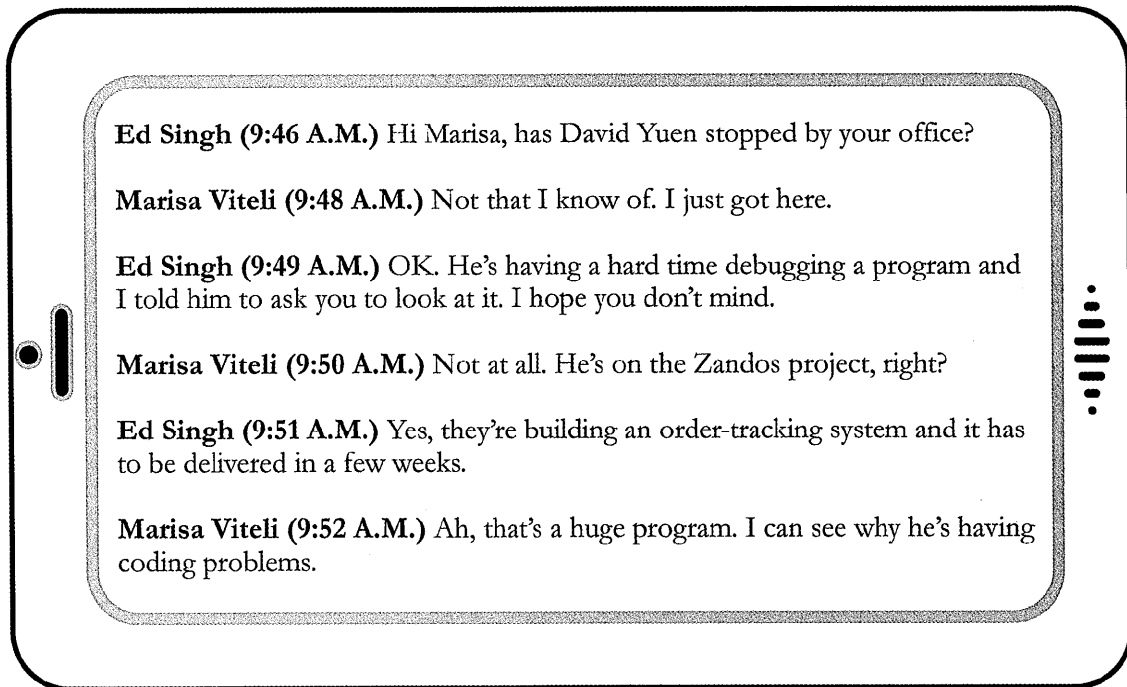 Ed Singh (9:46 A.M.) Hi Marisa, has David Yuen stopped by your office?
Marisa Viteli (9:48 A.M.) Not that I know of. I just got here.
Ed Singh (9:49 A.M.) OK. He's having a hard time debugging a program and
I told him to ask you to look at it. I hope you don't mind.
Marisa Viteli (9:50 A.M.) Not at all. He's on the Zandos project, right?
Ed Singh (9:51 A.M.) Yes, they're building an order-tracking system and it has
to be delivered in a few weeks.
Marisa Viteli (9:52 A.M.) Ah, that's a huge program. I can see why he's having
coding problems.